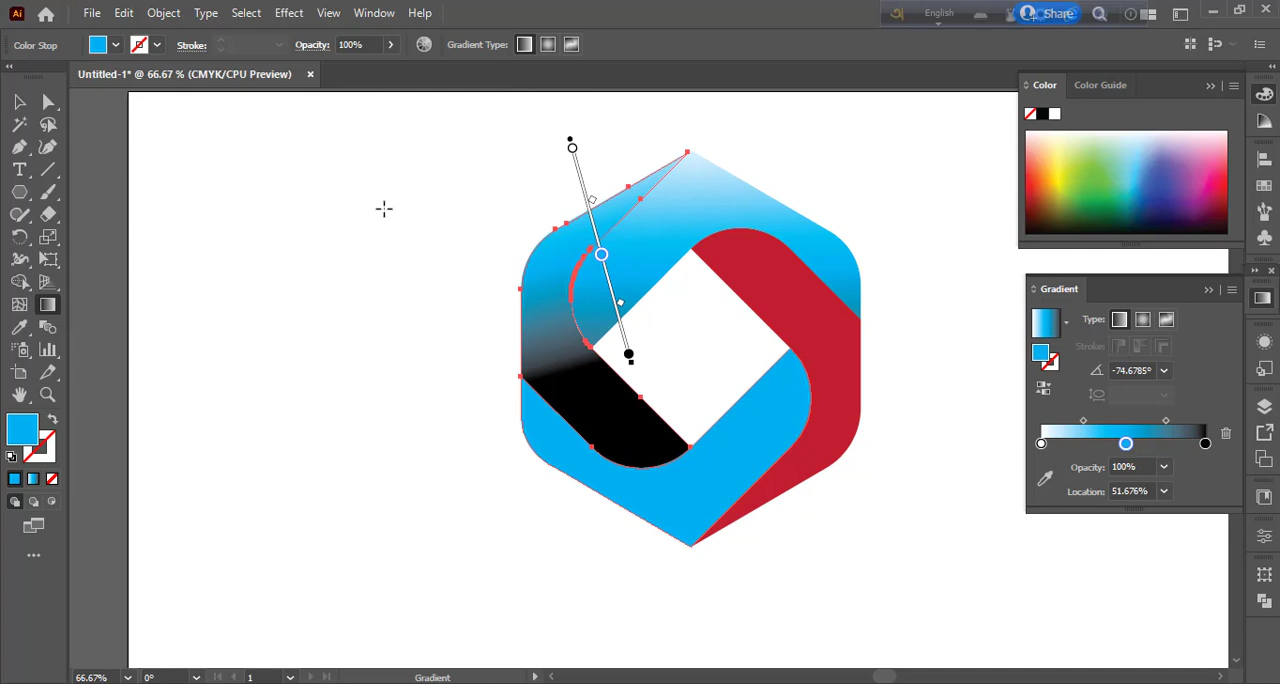 Ai File Edit Object Type Select Effect View Window Help English Share
Color Stop Stroke: Opacity: 100% Gradient Type:
Untitled-1* @ 66.67 % (CMYK/CPU Preview) ×
Color Color Guide
Gradient
Type:
Stroke:
-74.6785°
Opacity: 100%
Location: 51.676%
66.67% 0° 1 Gradient